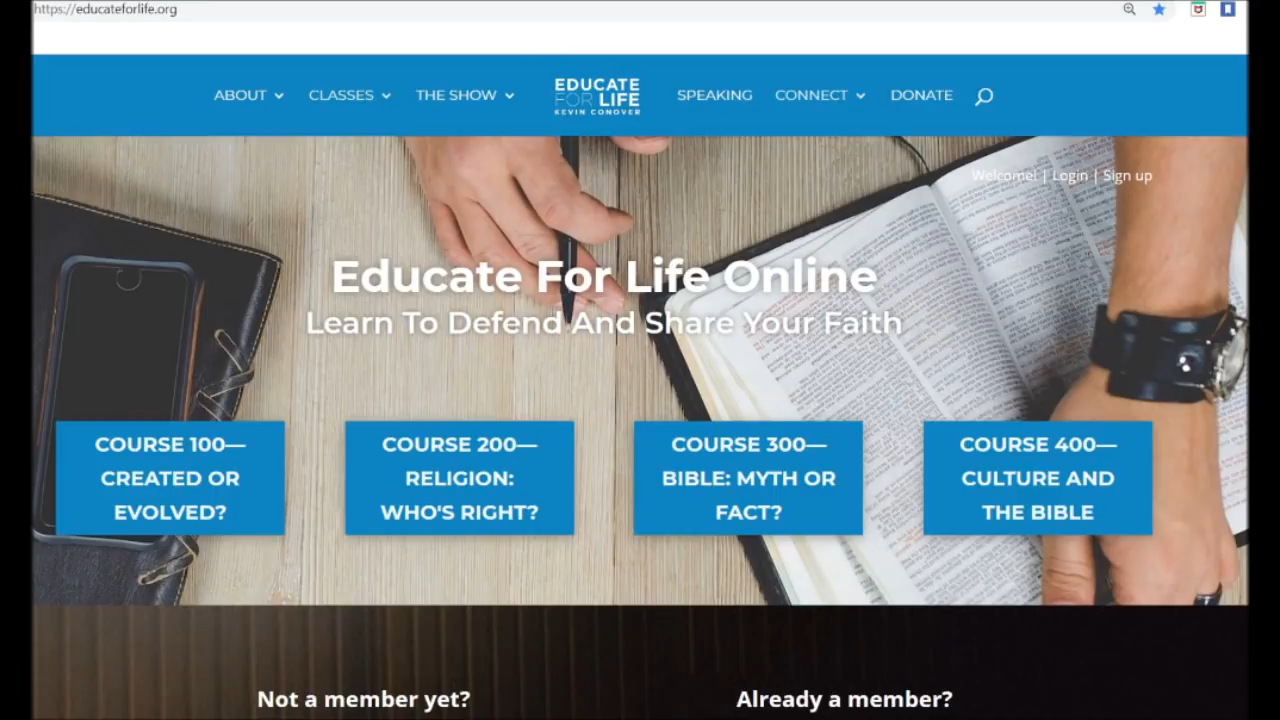 https://educateforlife.org
ABOUT CLASSES THE SHOW EDUCATE FOR LIFE KEVIN CONOVER SPEAKING CONNECT DONATE
Welcome! | Login | Sign up
Educate For Life Online
Learn To Defend And Share Your Faith
COURSE 100—
CREATED OR
EVOLVED?
COURSE 200—
RELIGION:
WHO'S RIGHT?
COURSE 300—
BIBLE: MYTH OR
FACT?
COURSE 400—
CULTURE AND
THE BIBLE
Not a member yet?
Already a member?